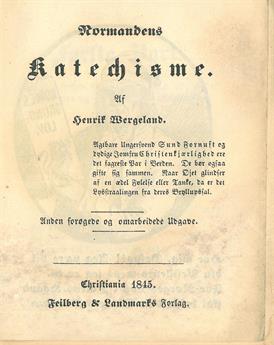 Normandens
Katechisme.
Af
Henrik Wergeland.
Agtbare Ungersvend Sund Fornuft og
dydige Jomfru Christenkjærlighed ere
det fagreste Par i Verden. De bør ogsaa
gifte sig sammen. Naar Øjet glindser
af en ædel Følelse eller Tanke, da er det
Lysstraalingen fra deres Bryllupssal.
Anden forøgede og omarbeidede Udgave.
Christiania 1845.
Feilberg & Landmarks Forlag.